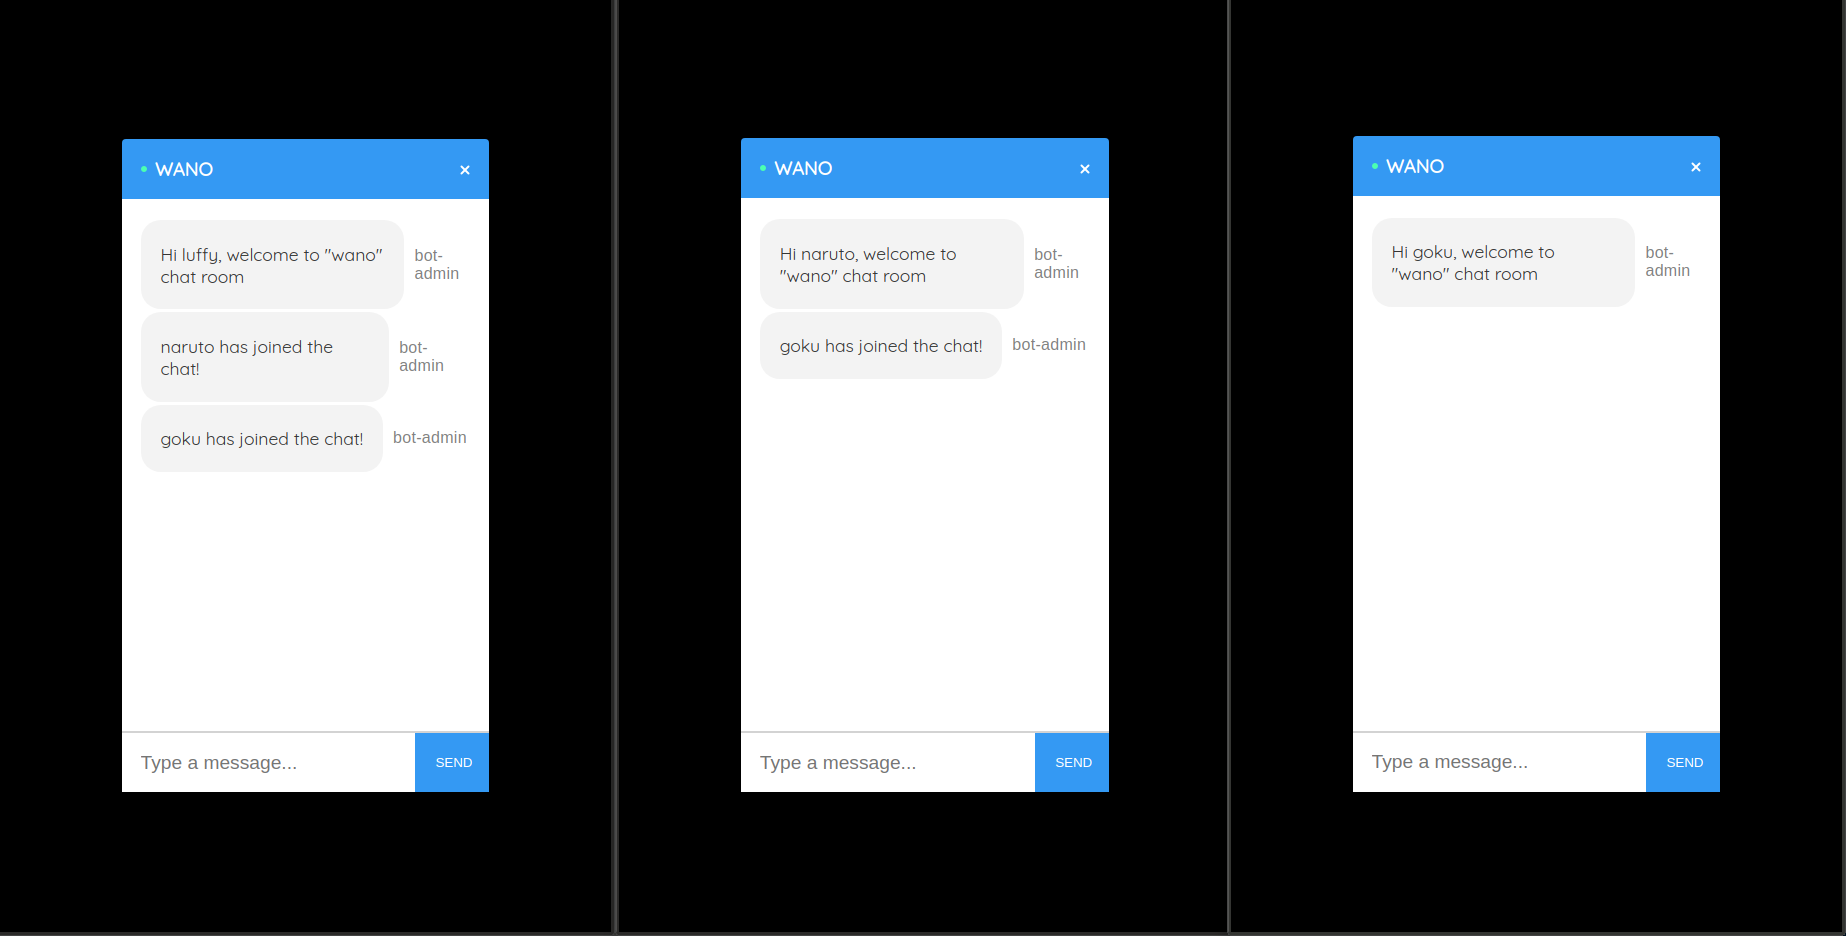 WANO
×
Hi luffy, welcome to "wano"
chat room
bot-
admin
naruto has joined the
chat!
bot-
admin
goku has joined the chat!
bot-admin
Type a message...
SEND
WANO
×
Hi naruto, welcome to
"wano" chat room
bot-
admin
goku has joined the chat!
bot-admin
Type a message...
SEND
WANO
×
Hi goku, welcome to
"wano" chat room
bot-
admin
Type a message...
SEND